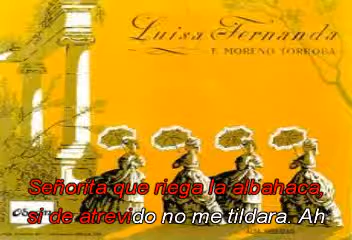 Luisa Fernanda
F. MORENO TORROBA
Señorita que riega la albahaca,
si de atrevido no me tildara. Ah